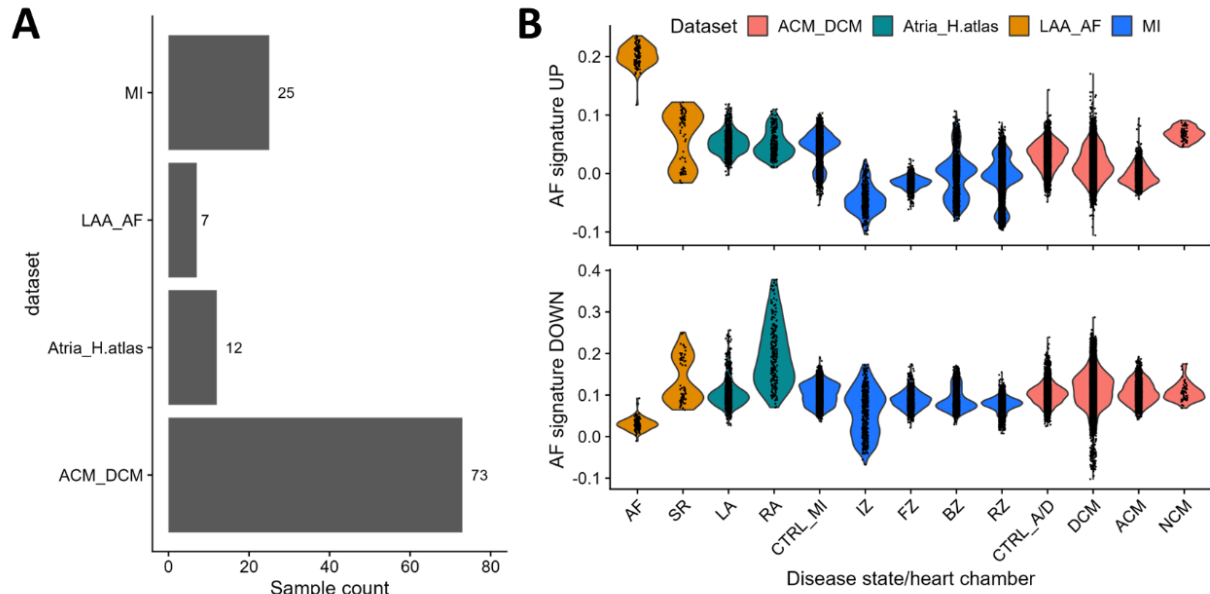 A
MI
25
LAA_AF
7
Atria_H.atlas
12
ACM_DCM
73
dataset
0 20 40 60 80
Sample count
B
Dataset ACM_DCM Atria_H.atlas LAA_AF MI
AF signature UP
0.2
0.1
0.0
-0.1
AF signature DOWN
0.4
0.3
0.2
0.1
0.0
-0.1
AF SR LA RA CTRL_MI IZ FZ BZ RZ CTRL_A/D DCM ACM NCM
Disease state/heart chamber